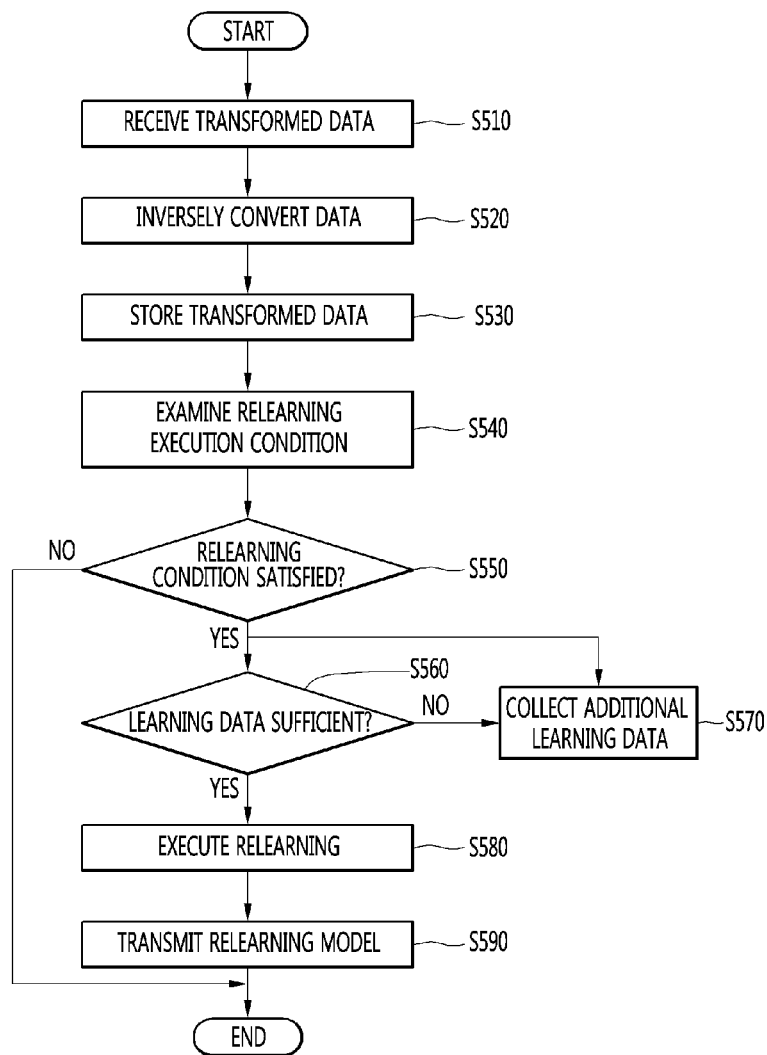 START
RECEIVE TRANSFORMED DATA
S510
INVERSELY CONVERT DATA
S520
STORE TRANSFORMED DATA
S530
EXAMINE RELEARNING
EXECUTION CONDITION
S540
NO
RELEARNING
CONDITION SATISFIED?
S550
YES
S560
LEARNING DATA SUFFICIENT?
NO
COLLECT ADDITIONAL
LEARNING DATA
S570
YES
EXECUTE RELEARNING
S580
TRANSMIT RELEARNING MODEL
S590
END